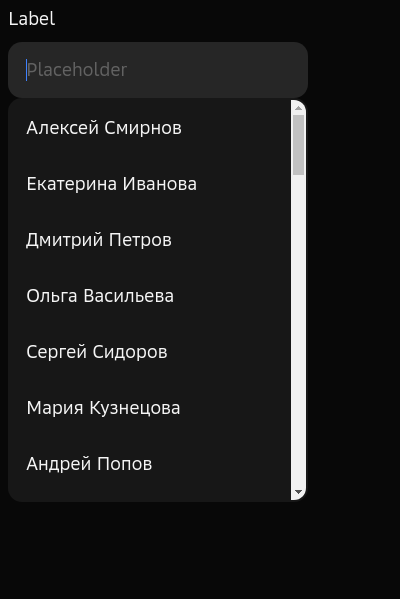 Label
Placeholder
Алексей Смирнов
Екатерина Иванова
Дмитрий Петров
Ольга Васильева
Сергей Сидоров
Мария Кузнецова
Андрей Попов